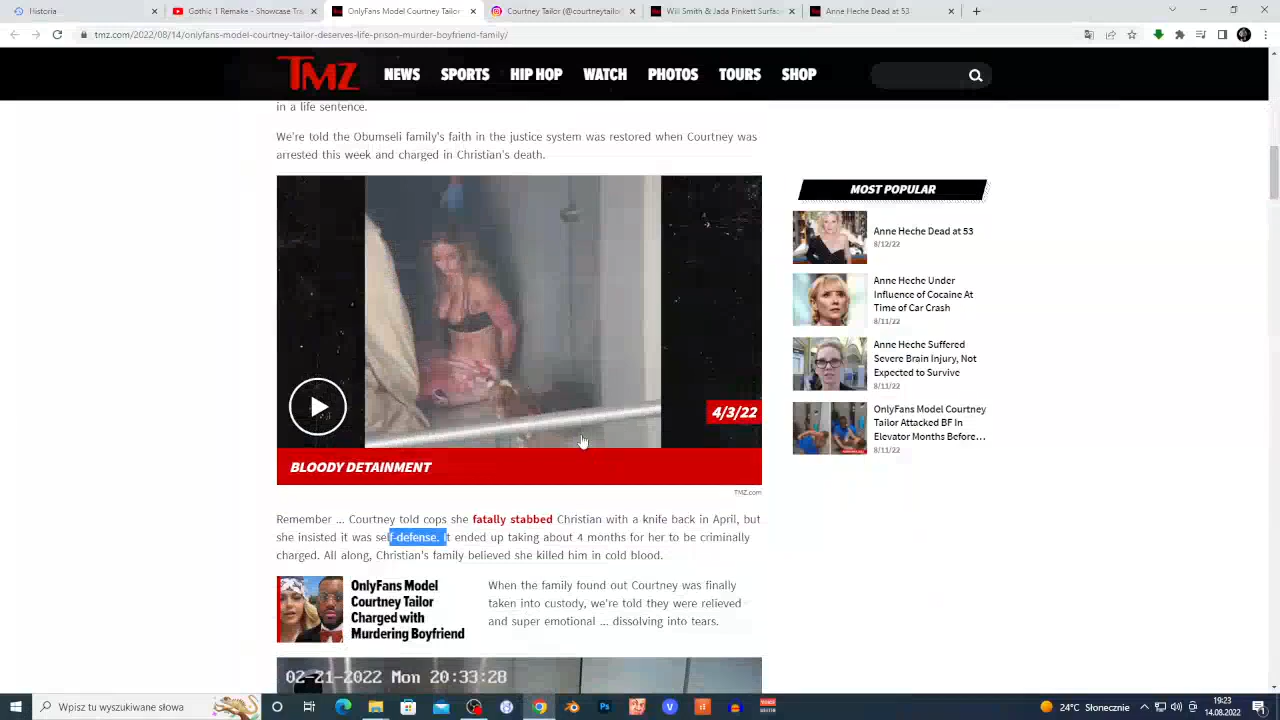 History
Gothic 1 Remake - Showcase Tra
OnlyFans Model Courtney Tailor
Courtney Tailor (@courtneytailor
Will Smith & Jada Pinkett Surfa
Anne Heche Dead at 53
tmz.com/2022/08/14/onlyfans-model-courtney-tailor-deserves-life-prison-murder-boyfriend-family/
TMZ NEWS SPORTS HIP HOP WATCH PHOTOS TOURS SHOP
in a life sentence.
We're told the Obumseli family's faith in the justice system was restored when Courtney was
arrested this week and charged in Christian's death.
4/3/22
BLOODY DETAINMENT
TMZ.com
Remember ... Courtney told cops she fatally stabbed Christian with a knife back in April, but
she insisted it was self-defense. It ended up taking about 4 months for her to be criminally
charged. All along, Christian's family believed she killed him in cold blood.
OnlyFans Model
Courtney Tailor
Charged with
Murdering Boyfriend
When the family found out Courtney was finally
taken into custody, we're told they were relieved
and super emotional ... dissolving into tears.
02-21-2022 Mon 20:33:28
MOST POPULAR
Anne Heche Dead at 53
8/12/22
Anne Heche Under
Influence of Cocaine At
Time of Car Crash
8/11/22
Anne Heche Suffered
Severe Brain Injury, Not
Expected to Survive
8/11/22
OnlyFans Model Courtney
Tailor Attacked BF In
Elevator Months Before...
8/11/22
Wpisz tu wyszukiwane słowa
24°C Słonecznie
19:23
14.08.2022